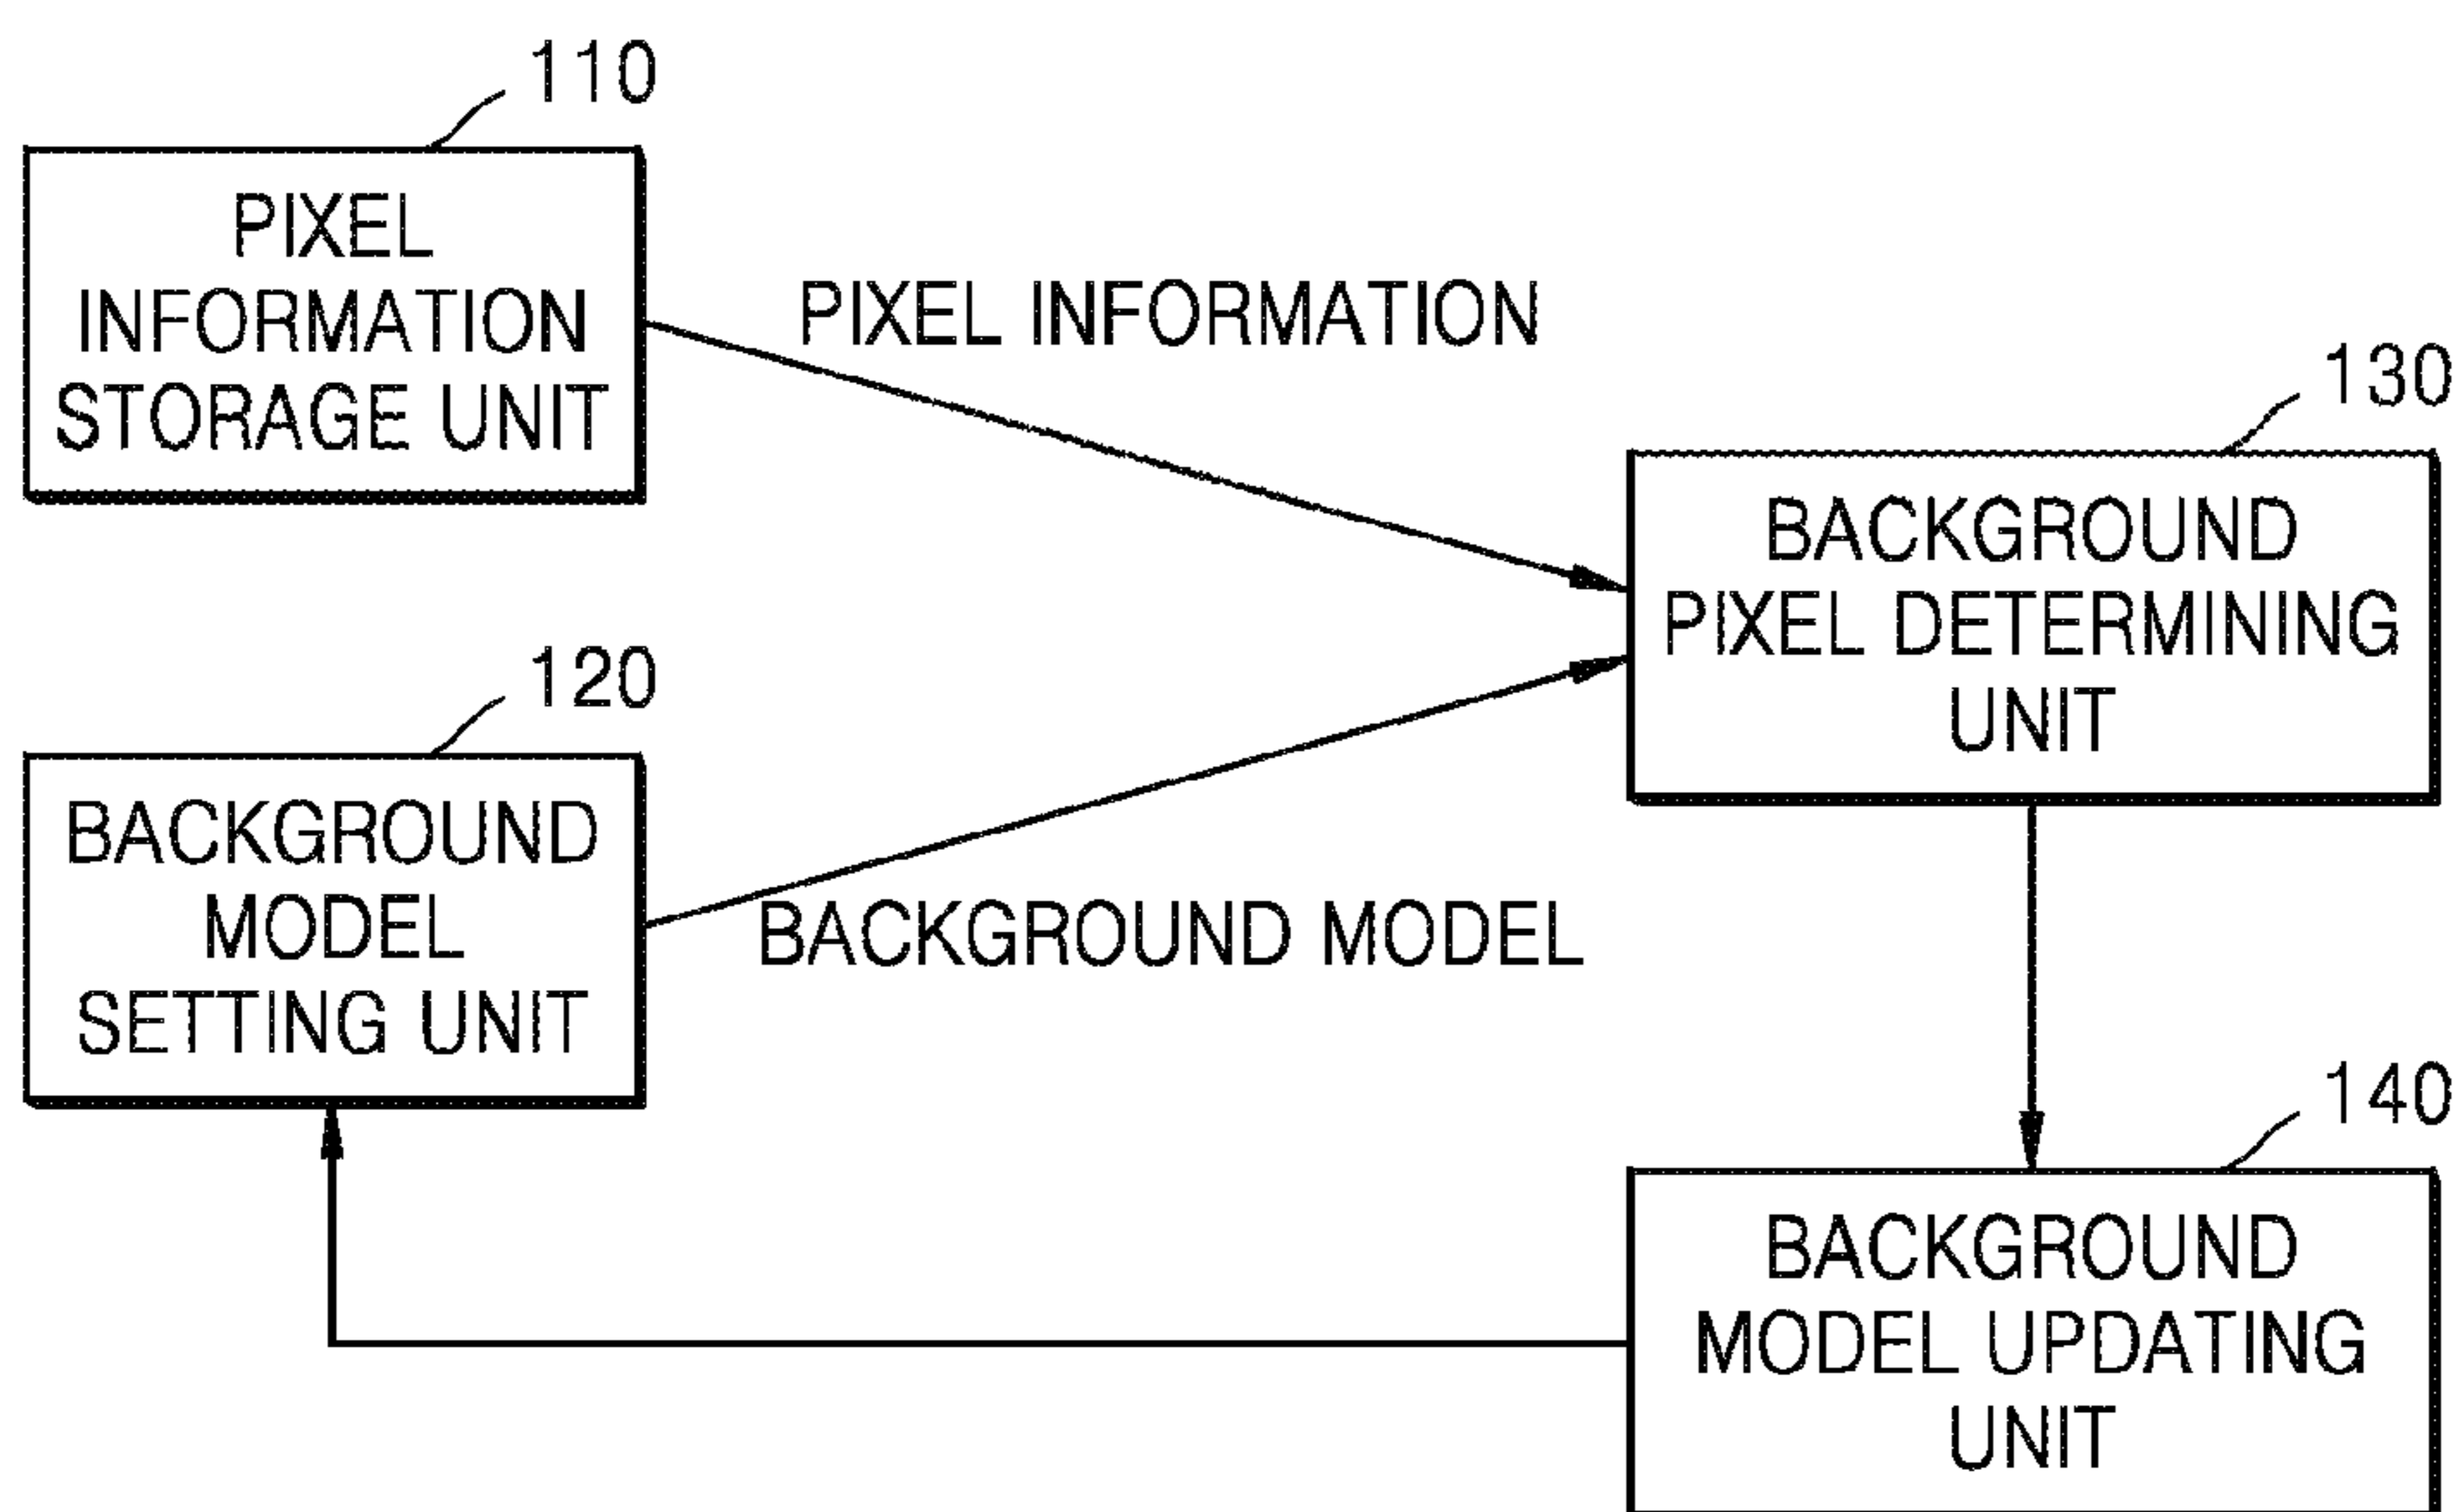 110
PIXEL
INFORMATION
STORAGE UNIT
PIXEL INFORMATION
130
BACKGROUND
PIXEL DETERMINING
UNIT
120
BACKGROUND
MODEL
SETTING UNIT
BACKGROUND MODEL
140
BACKGROUND
MODEL UPDATING
UNIT